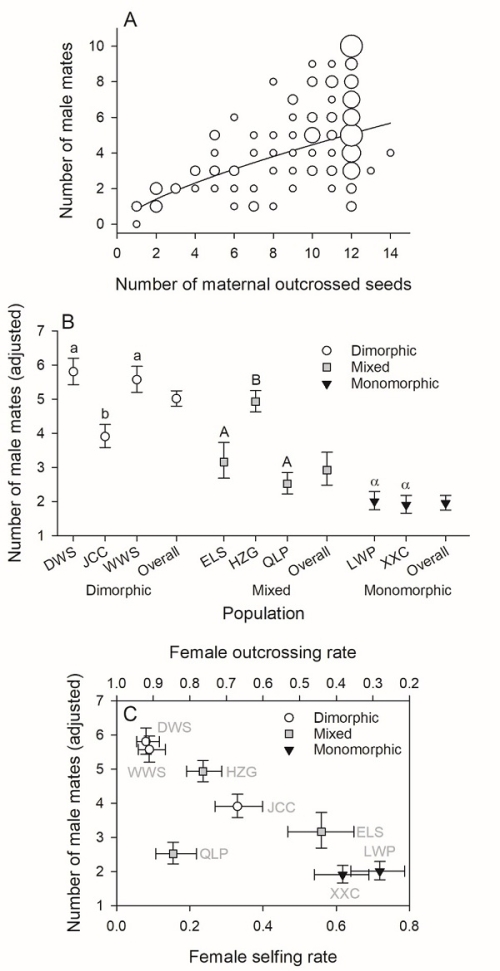 A
Number of male mates
10
8
6
4
2
0
0 2 4 6 8 10 12 14
Number of maternal outcrossed seeds
B
Number of male mates (adjusted)
7
6
5
4
3
2
1
a
b
a
A
B
A
α
α
Dimorphic
Mixed
Monomorphic
DWS JCC WWS Overall ELS HZG QLP Overall LWP XXC Overall
Dimorphic Mixed Monomorphic
Population
Female outcrossing rate
1.0 0.9 0.8 0.7 0.6 0.5 0.4 0.3 0.2
C
Number of male mates (adjusted)
7
6
5
4
3
2
1
Dimorphic
Mixed
Monomorphic
DWS
WWS
HZG
JCC
QLP
ELS
LWP
XXC
0.0 0.2 0.4 0.6 0.8
Female selfing rate